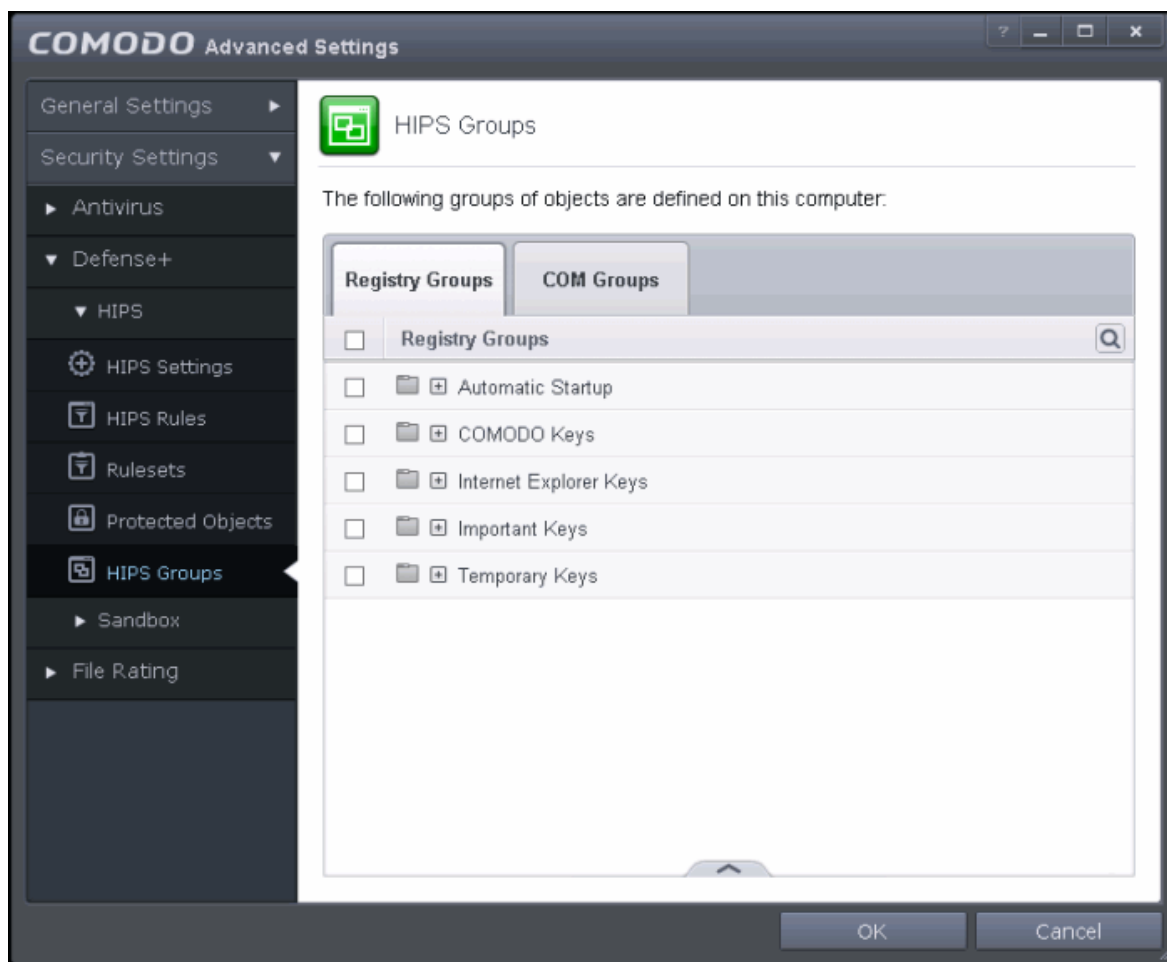 COMODO Advanced Settings
?
General Settings
Security Settings
Antivirus
Defense+
HIPS
HIPS Settings
HIPS Rules
Rulesets
Protected Objects
HIPS Groups
Sandbox
File Rating
HIPS Groups
The following groups of objects are defined on this computer:
Registry Groups
COM Groups
Registry Groups
Automatic Startup
COMODO Keys
Internet Explorer Keys
Important Keys
Temporary Keys
OK
Cancel